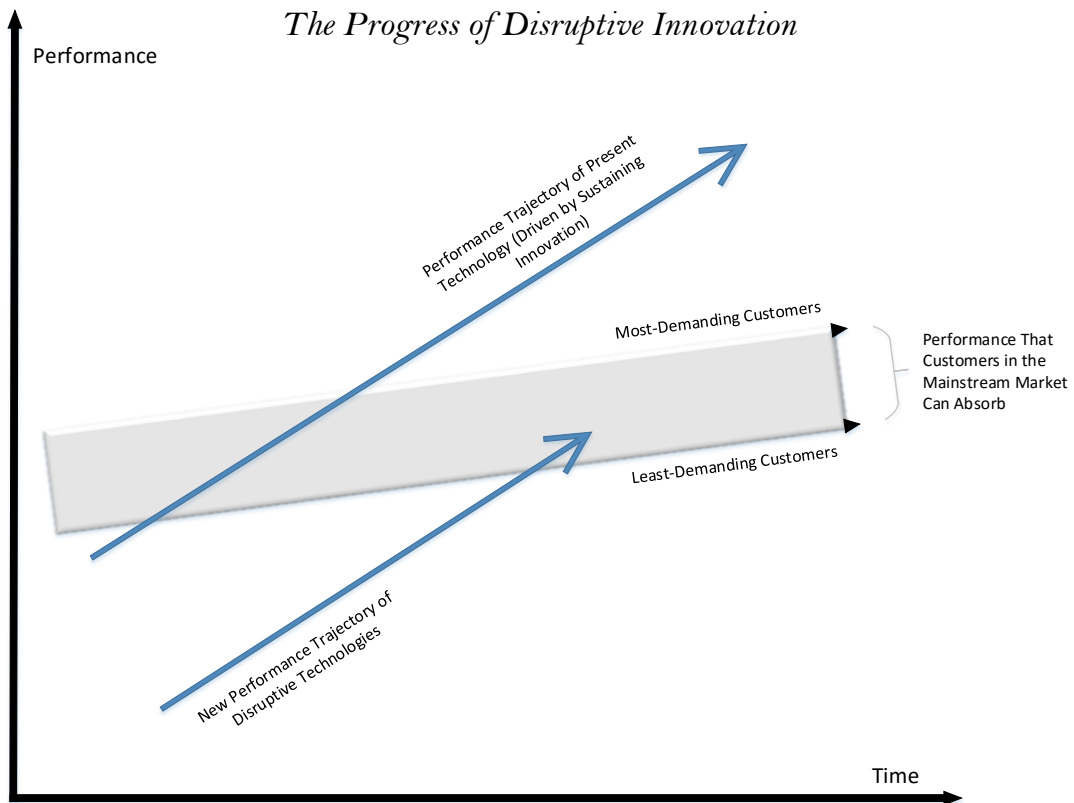 The Progress of Disruptive Innovation
Performance
Performance Trajectory of Present
Technology (Driven by Sustaining
Innovation)
Most-Demanding Customers
Performance That
Customers in the
Mainstream Market
Can Absorb
Least-Demanding Customers
New Performance Trajectory of
Disruptive Technologies
Time